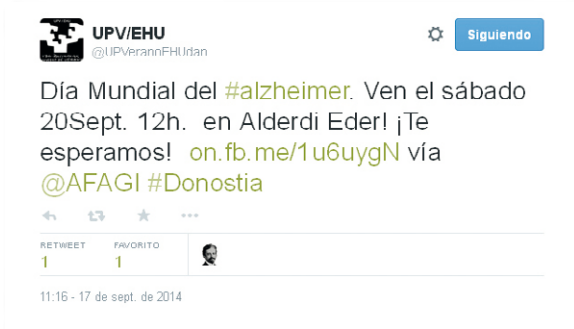 UPV/EHU
@UPVeranoEHUdan
Siguiendo
Día Mundial del #alzheimer. Ven el sábado
20Sept. 12h. en Alderdi Eder! ¡Te
esperamos! on.fb.me/1u6uygN vía
@AFAGI #Donostia
RETWEET FAVORITO
1 1
11:16 - 17 de sept. de 2014